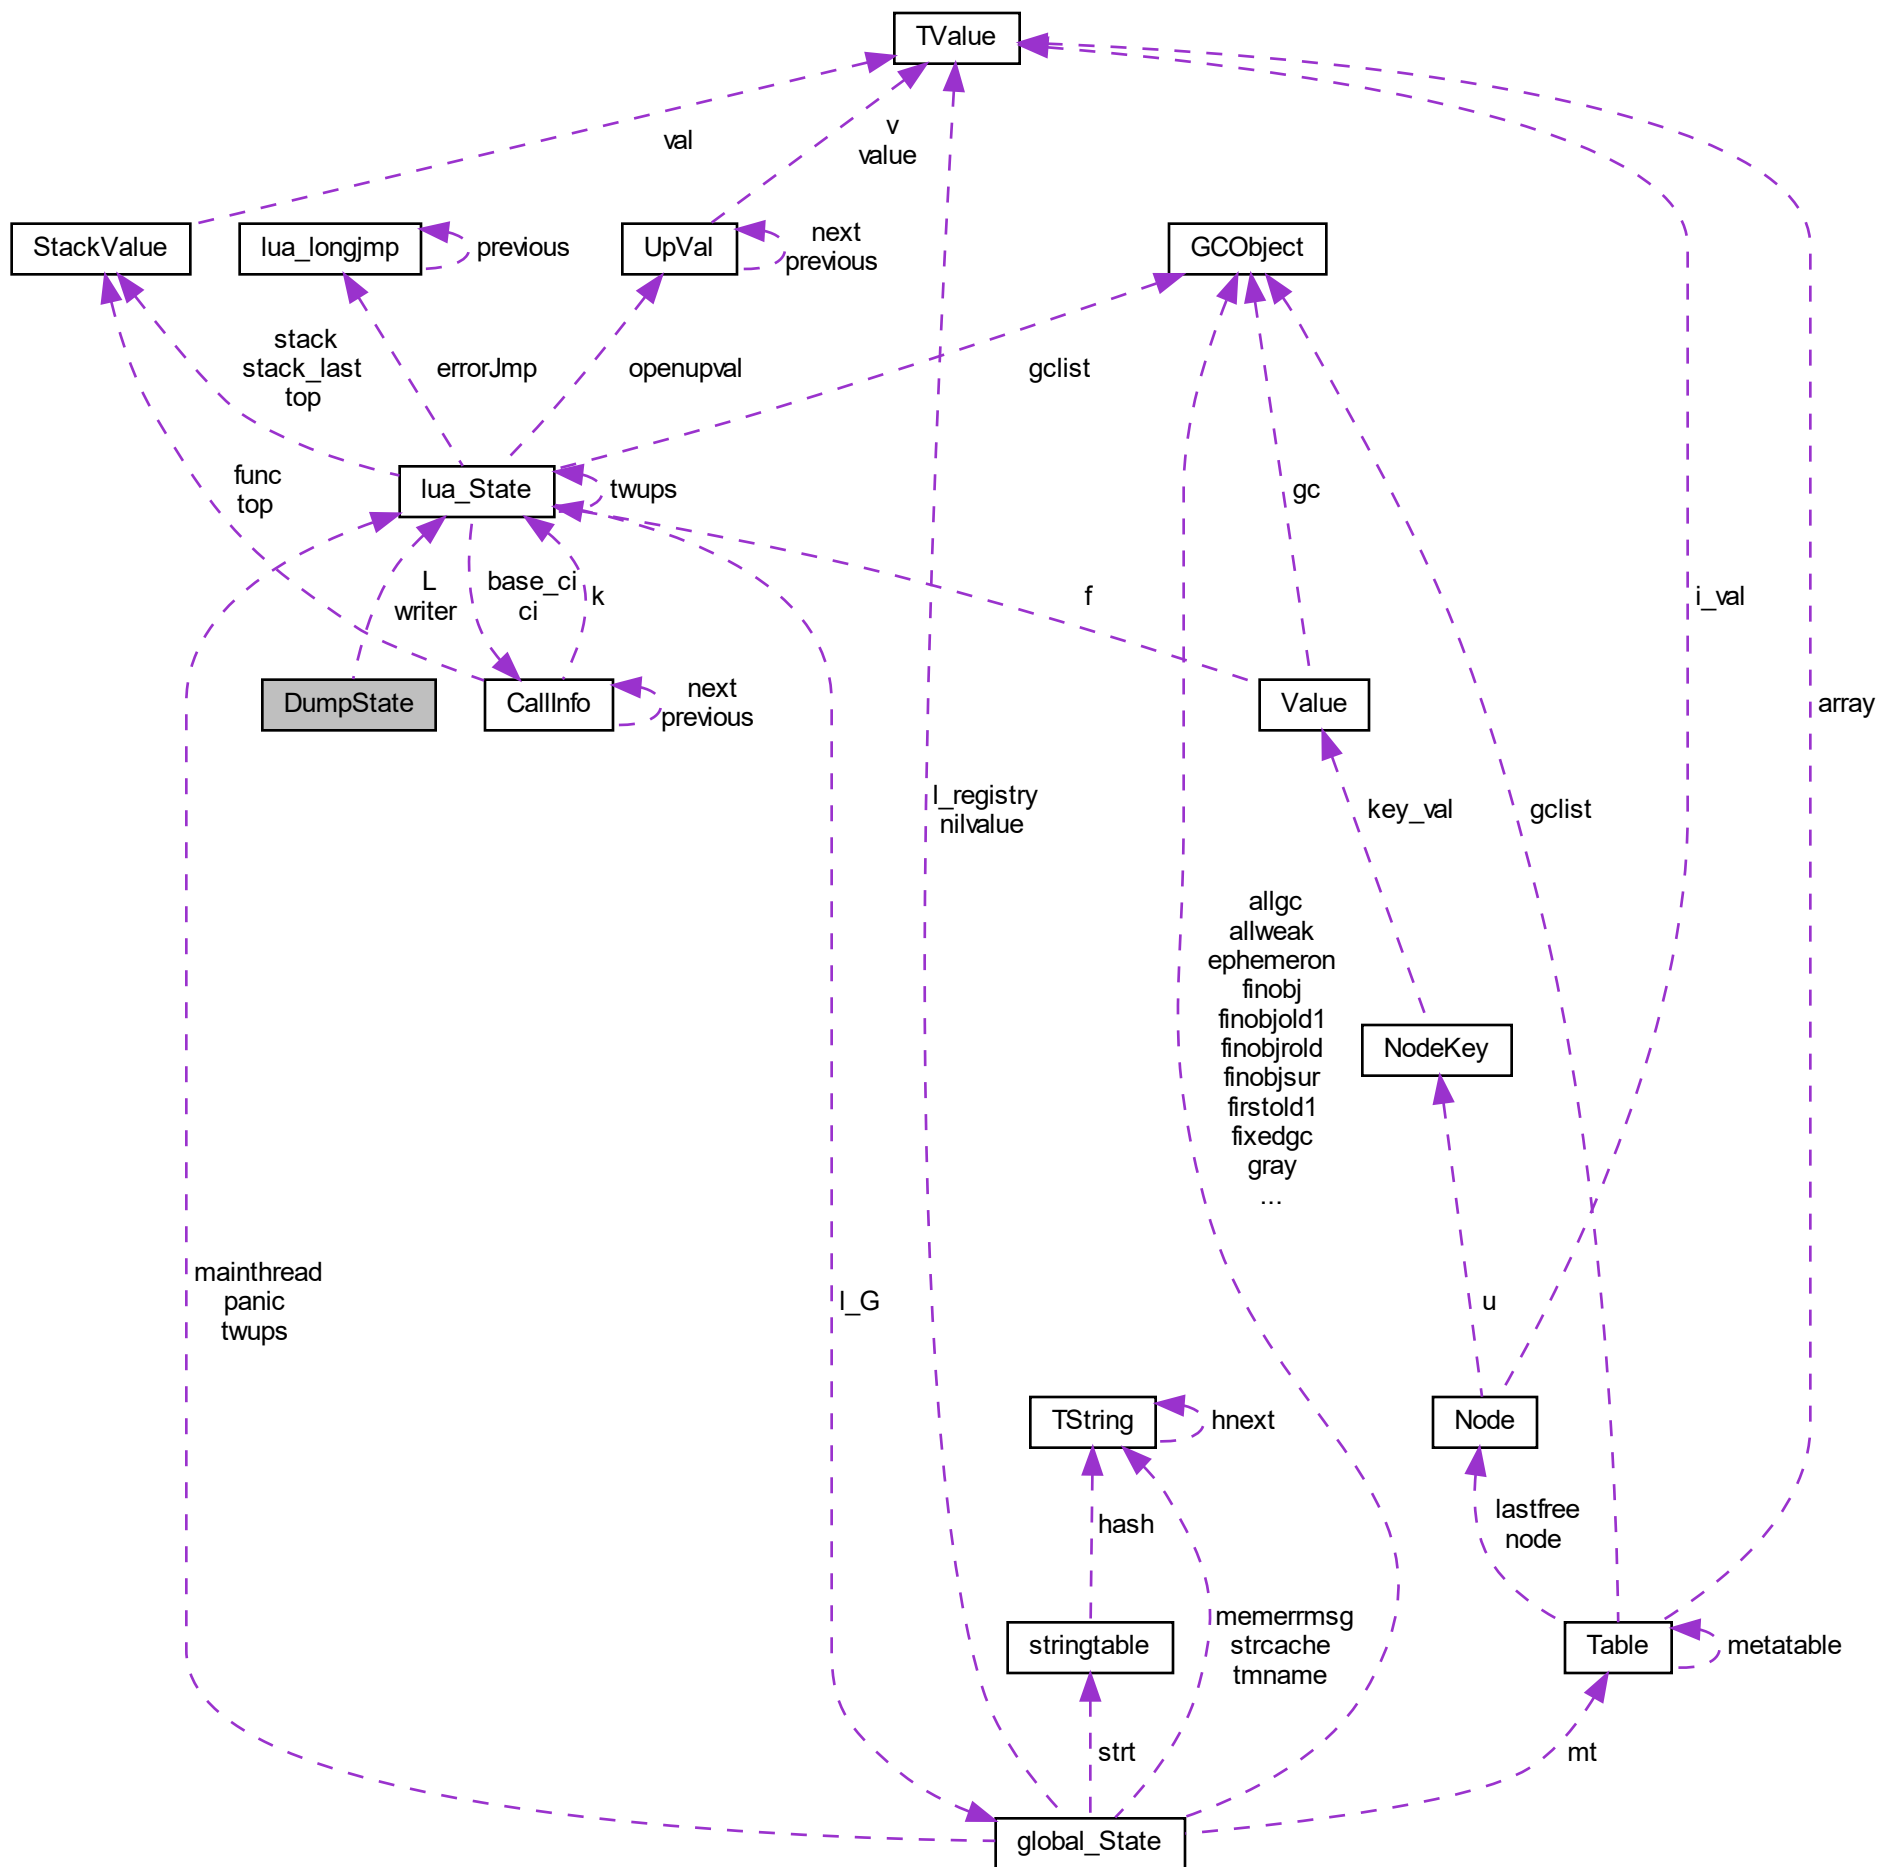 TValue
val
v
value
StackValue
lua_longjmp
previous
UpVal
next
previous
GCObject
stack
stack_last
top
errorJmp
openupval
gclist
func
top
lua_State
twups
gc
L
writer
base_ci
ci
k
f
i_val
DumpState
CallInfo
next
previous
Value
array
l_registry
nilvalue
key_val
gclist
allgc
allweak
ephemeron
finobj
finobjold1
finobjrold
finobjsur
firstold1
fixedgc
gray
...
NodeKey
mainthread
panic
twups
l_G
u
TString
hnext
Node
hash
lastfree
node
stringtable
memerrmsg
strcache
tmname
Table
metatable
strt
mt
global_State